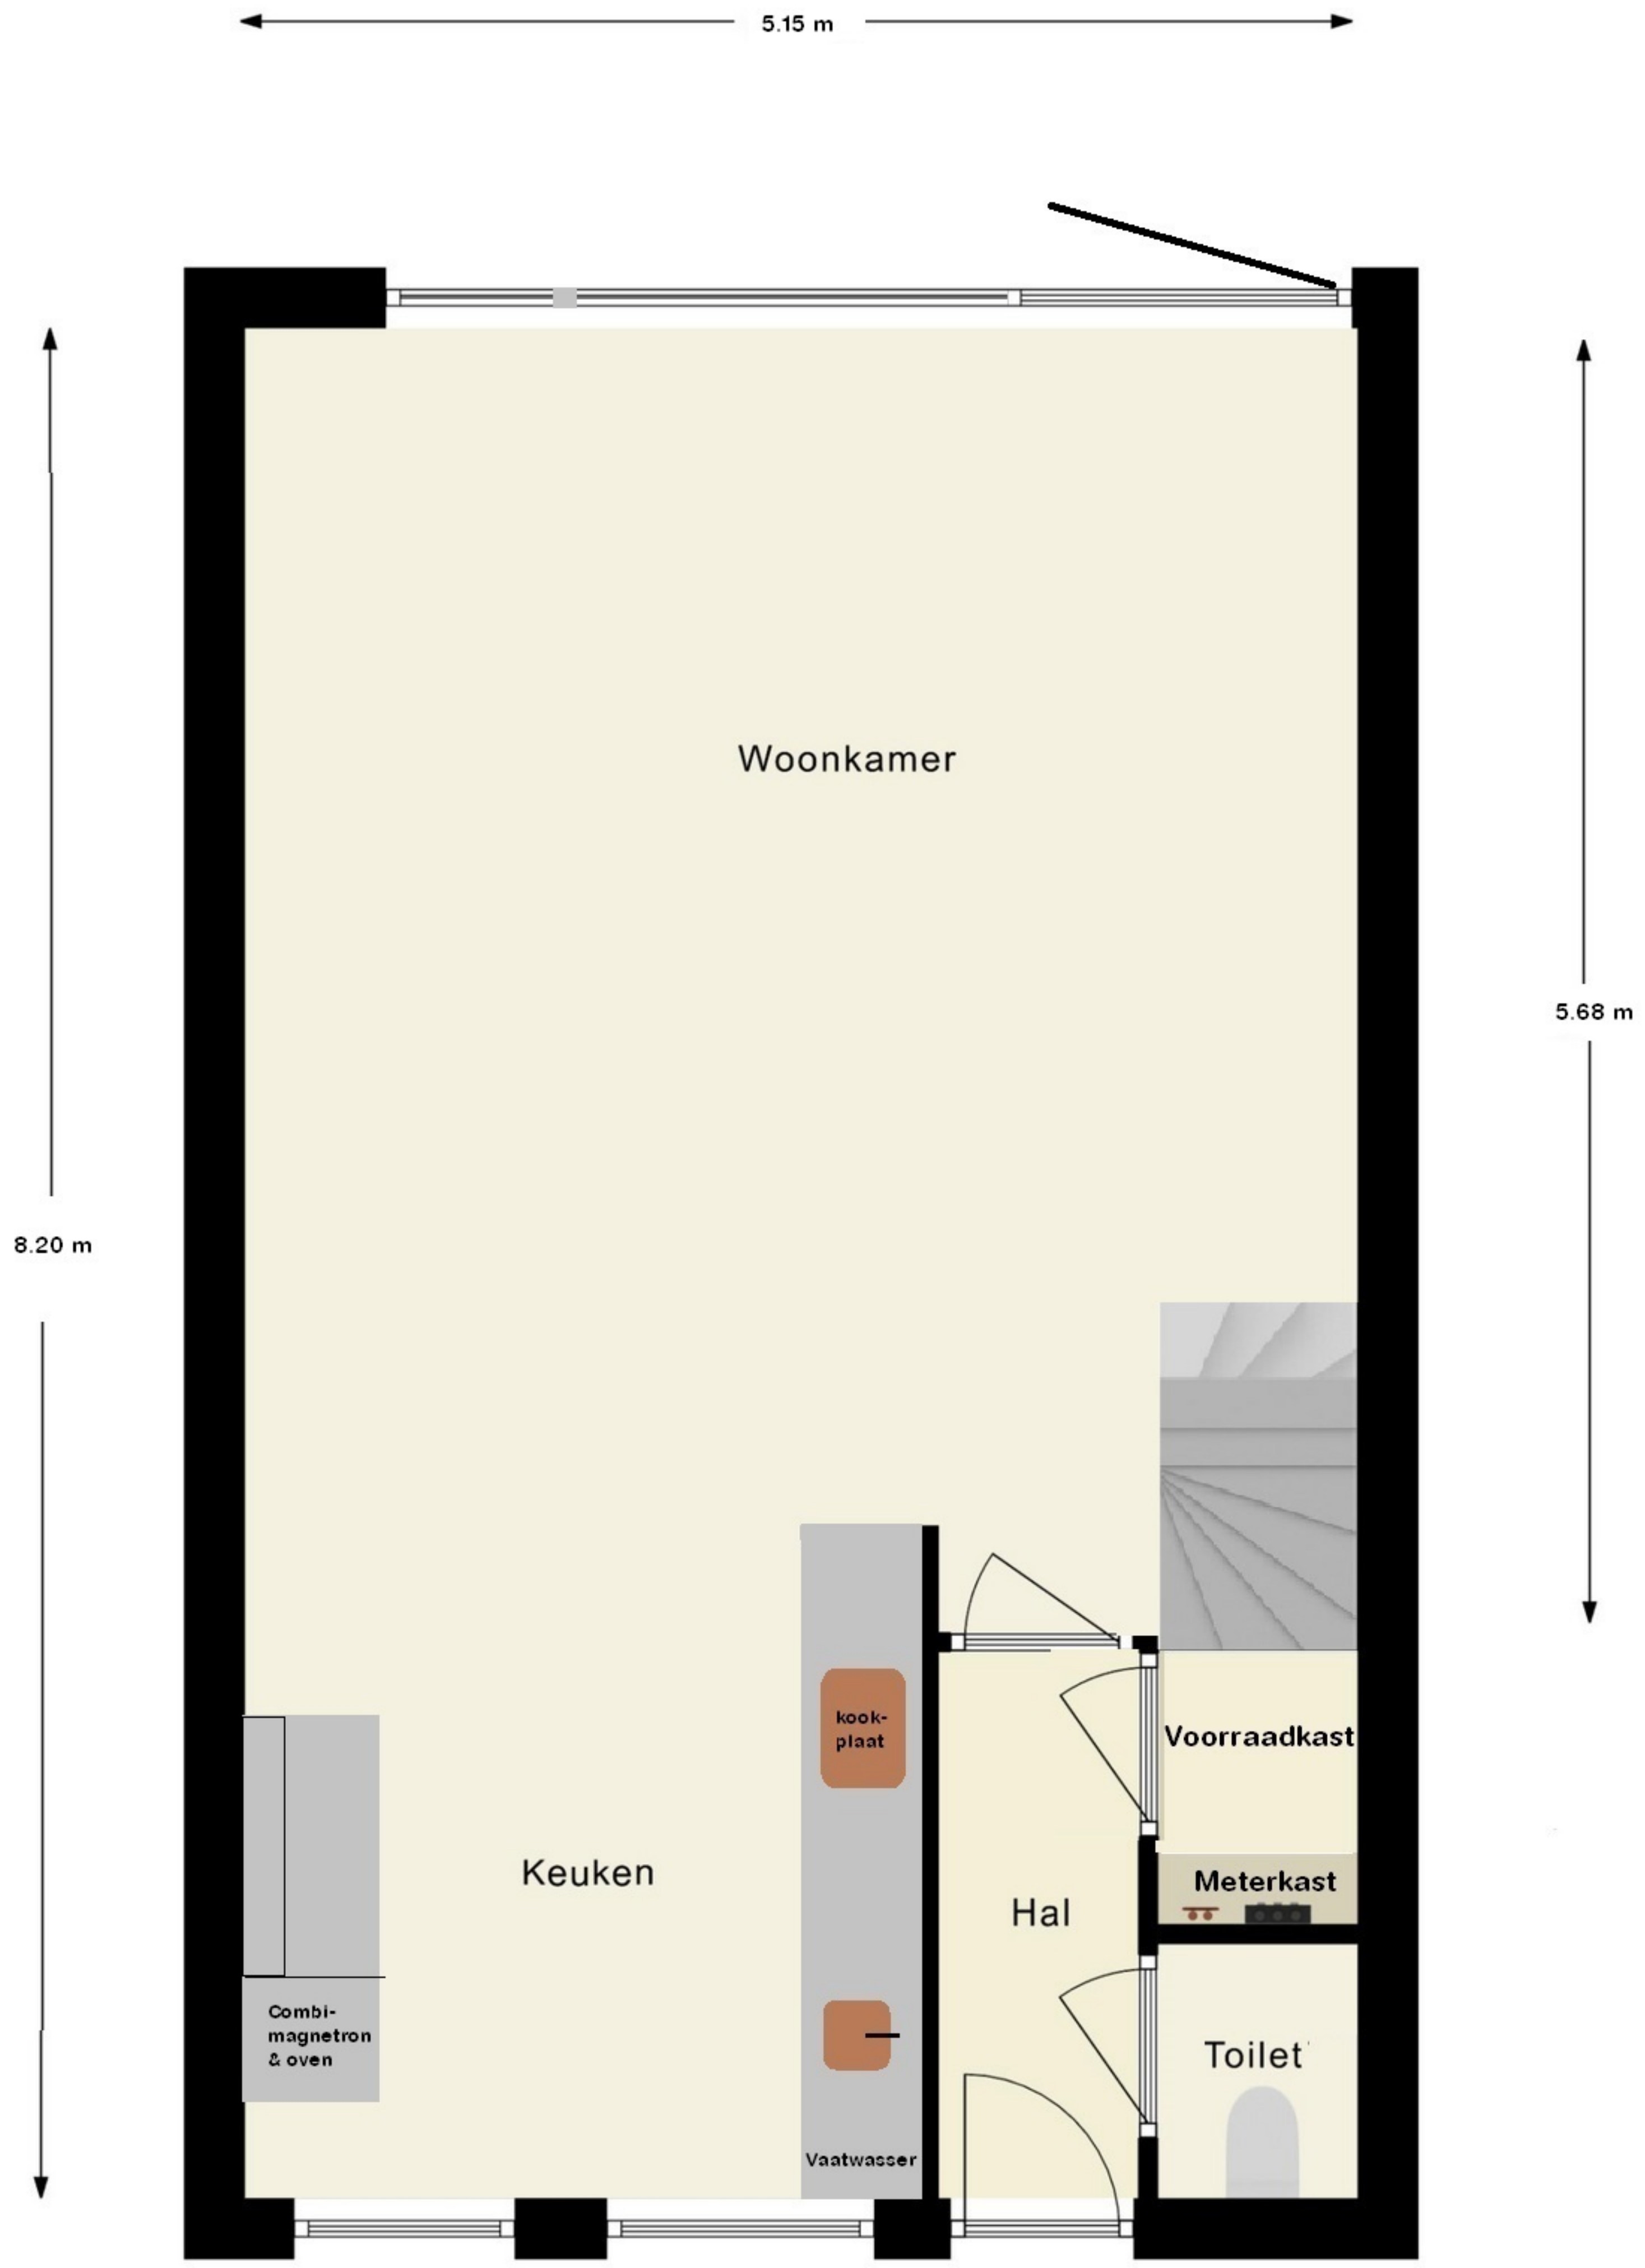 5.15 m
Woonkamer
5.68 m
8.20 m
kook-
plaat
Voorraadkast
Keuken
Meterkast
Hal
Combi-
magnetron
& oven
Toilet
Vaatwasser